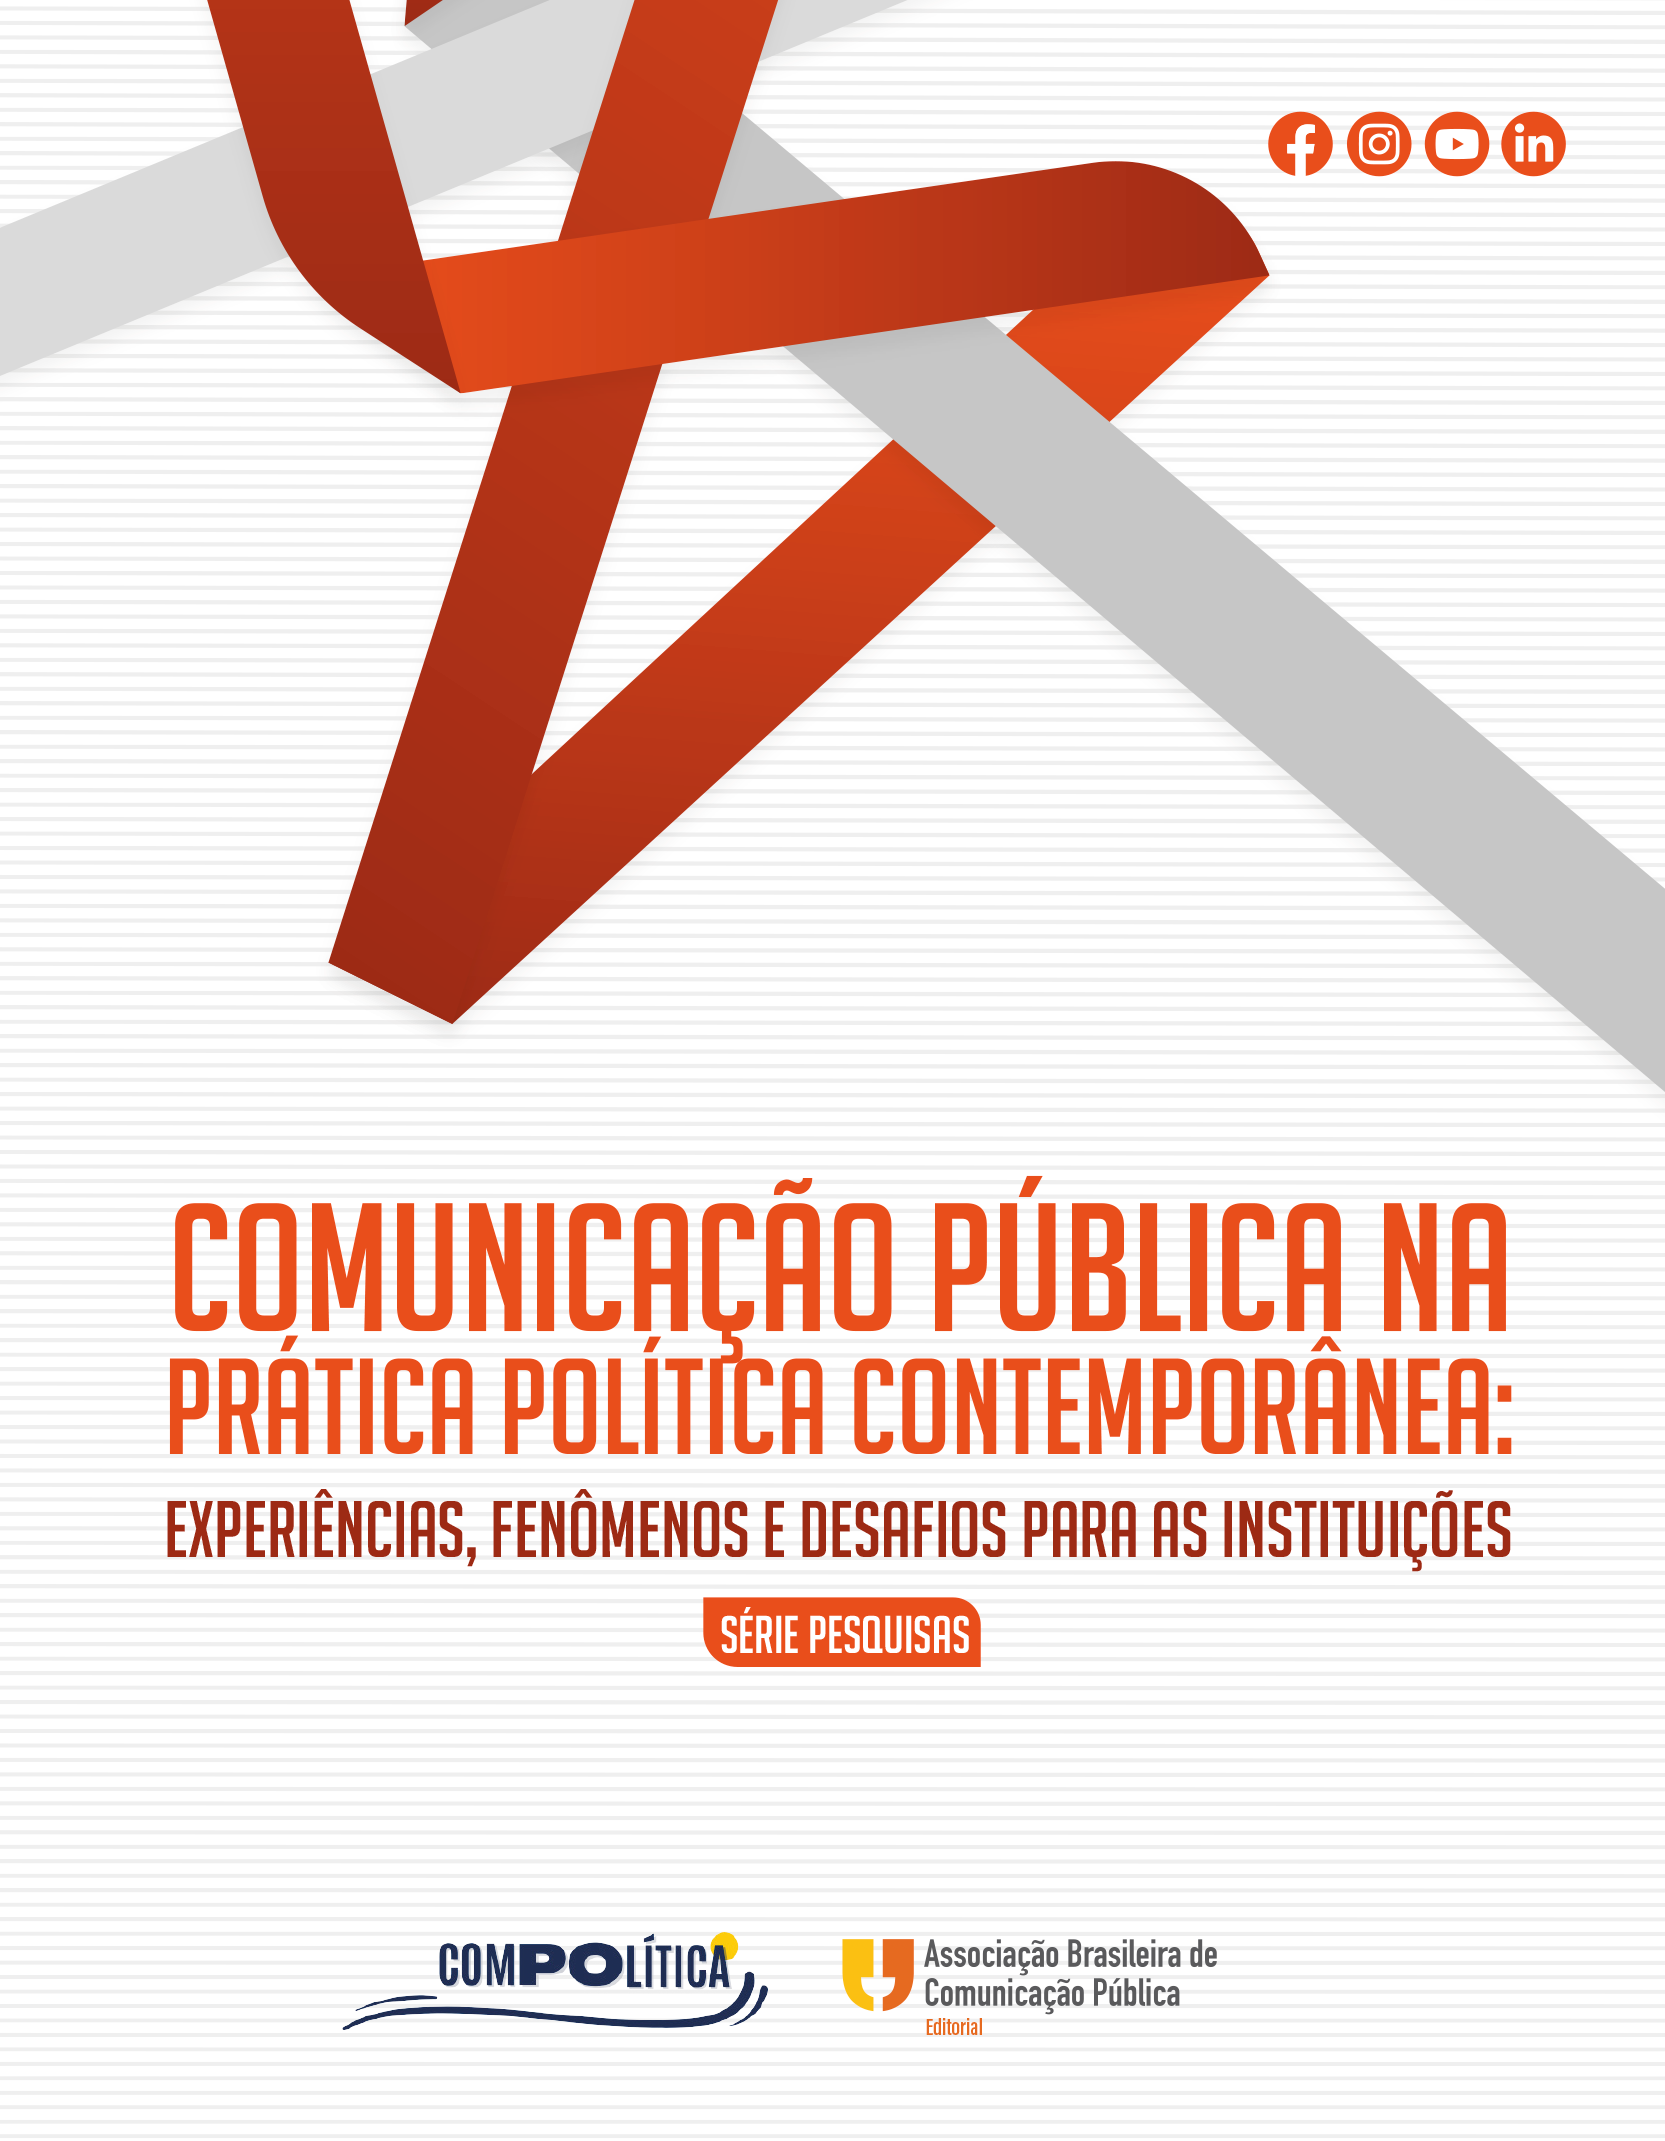 COMUNICAÇÃO PÚBLICA NA
PRÁTICA POLÍTICA CONTEMPORÂNEA:
EXPERIÊNCIAS, FENÔMENOS E DESAFIOS PARA AS INSTITUIÇÕES
SÉRIE PESQUISAS
COMPOLÍTICA
Associação Brasileira de
Comunicação Pública
Editorial